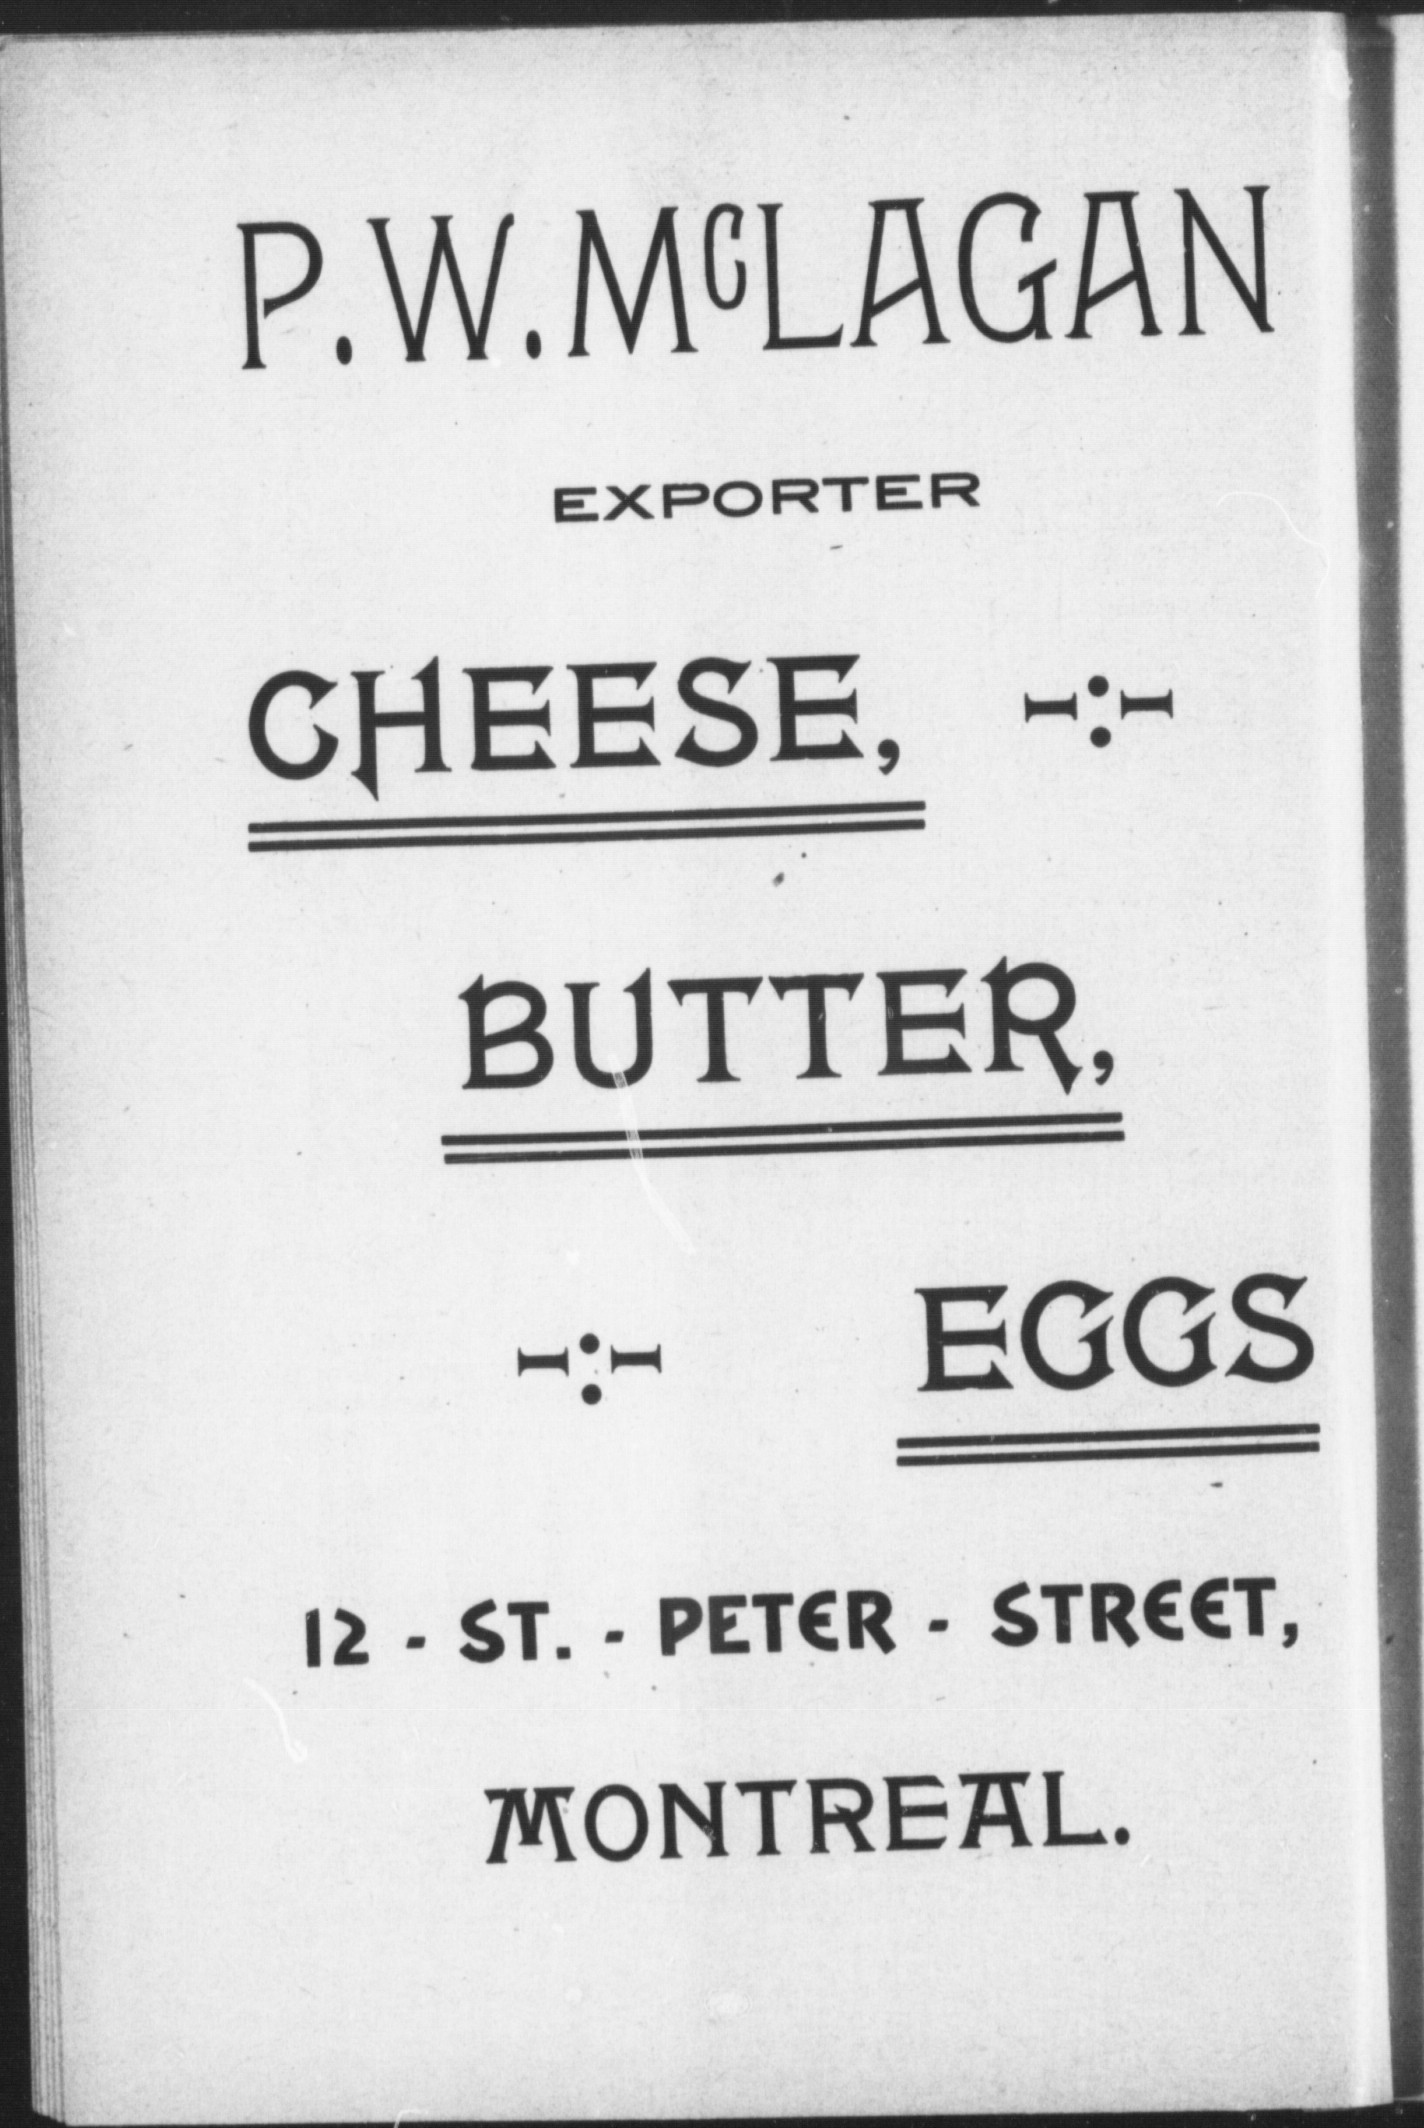 P.W. McLAGAN
EXPORTER
CHEESE, -:-
BUTTER,
-:- EGGS
12 - ST. - PETER - STREET,
MONTREAL.